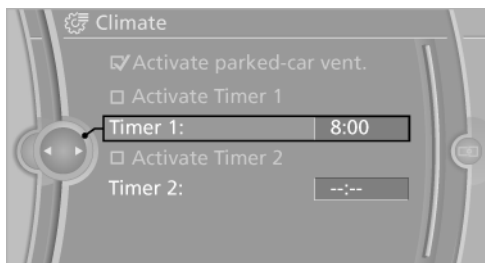 Climate
Activate parked-car vent.
Activate Timer 1
Timer 1: 8:00
Activate Timer 2
Timer 2: --:--